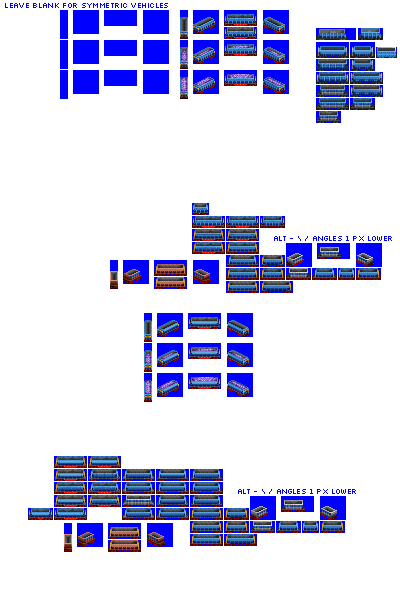 LEAVE BLANK FOR SYMMETRIC VEHICLES
ALT - \ / ANGLES 1 PX LOWER
ALT - \ / ANGLES 1 PX LOWER